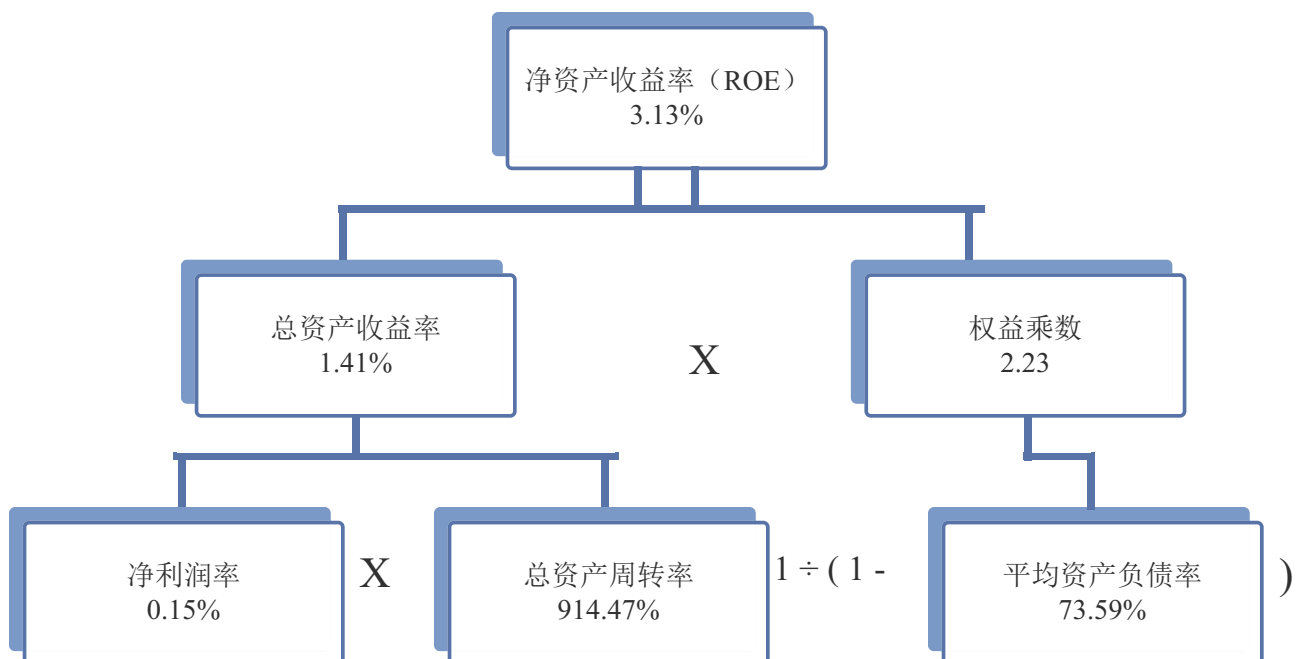 净资产收益率（ROE）
3.13%
总资产收益率
1.41%
X
权益乘数
2.23
净利润率
0.15%
X
总资产周转率
914.47%
1 ÷ ( 1 -
平均资产负债率
73.59%
)